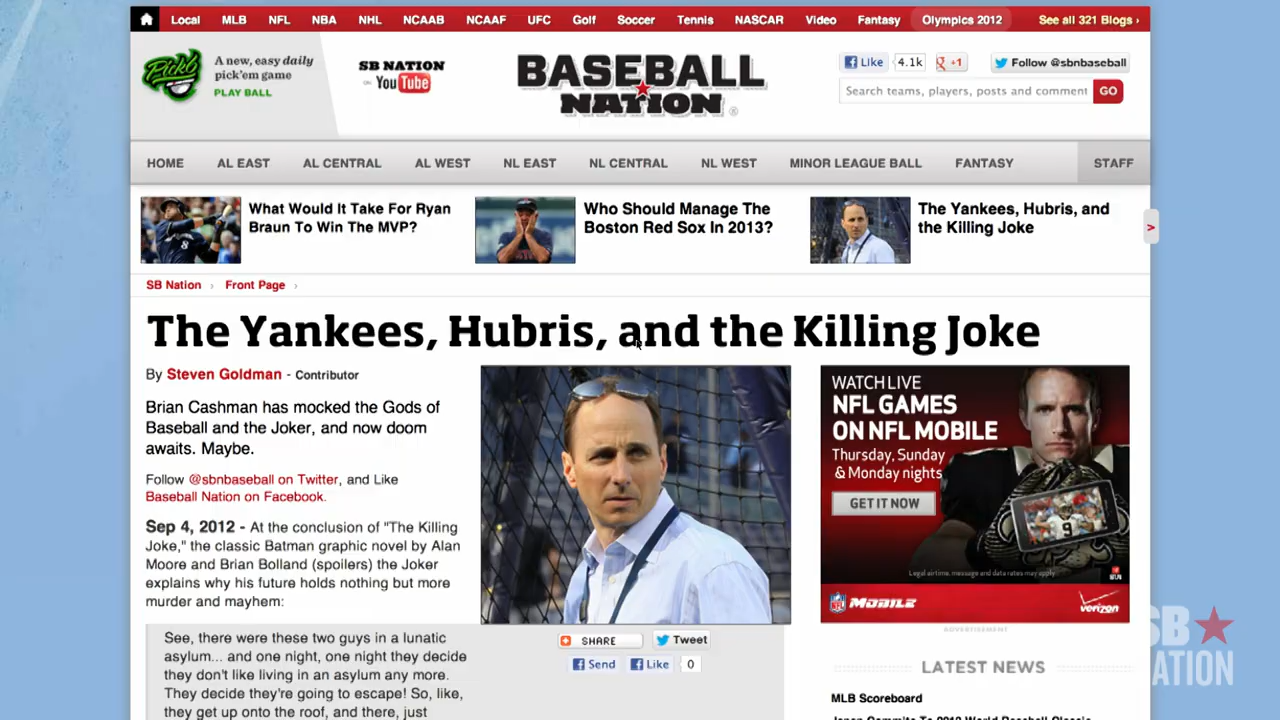 Local MLB NFL NBA NHL NCAAB NCAAF UFC Golf Soccer Tennis NASCAR Video Fantasy Olympics 2012 See all 321 Blogs ›
Pick6
A new, easy daily
pick'em game
PLAY BALL
SB NATION
YouTube
BASEBALL
NATION
®
Like 4.1k +1 Follow @sbnbaseball
Search teams, players, posts and comment GO
HOME AL EAST AL CENTRAL AL WEST NL EAST NL CENTRAL NL WEST MINOR LEAGUE BALL FANTASY STAFF
What Would It Take For Ryan
Braun To Win The MVP?
Who Should Manage The
Boston Red Sox In 2013?
The Yankees, Hubris, and
the Killing Joke
>
SB Nation › Front Page ›
The Yankees, Hubris, and the Killing Joke
By Steven Goldman - Contributor
Brian Cashman has mocked the Gods of
Baseball and the Joker, and now doom
awaits. Maybe.
Follow @sbnbaseball on Twitter, and Like
Baseball Nation on Facebook.
Sep 4, 2012 - At the conclusion of "The Killing
Joke," the classic Batman graphic novel by Alan
Moore and Brian Bolland (spoilers) the Joker
explains why his future holds nothing but more
murder and mayhem:
See, there were these two guys in a lunatic
asylum... and one night, one night they decide
they don't like living in an asylum any more.
They decide they're going to escape! So, like,
they get up onto the roof, and there, just
SHARE Tweet
Send Like 0
WATCH LIVE
NFL GAMES
ON NFL MOBILE
Thursday, Sunday
& Monday nights
GET IT NOW
9
Legal airtime, message and data rates may apply.
NFL MOBILE verizon
ADVERTISEMENT
LATEST NEWS
MLB Scoreboard
SB
NATION